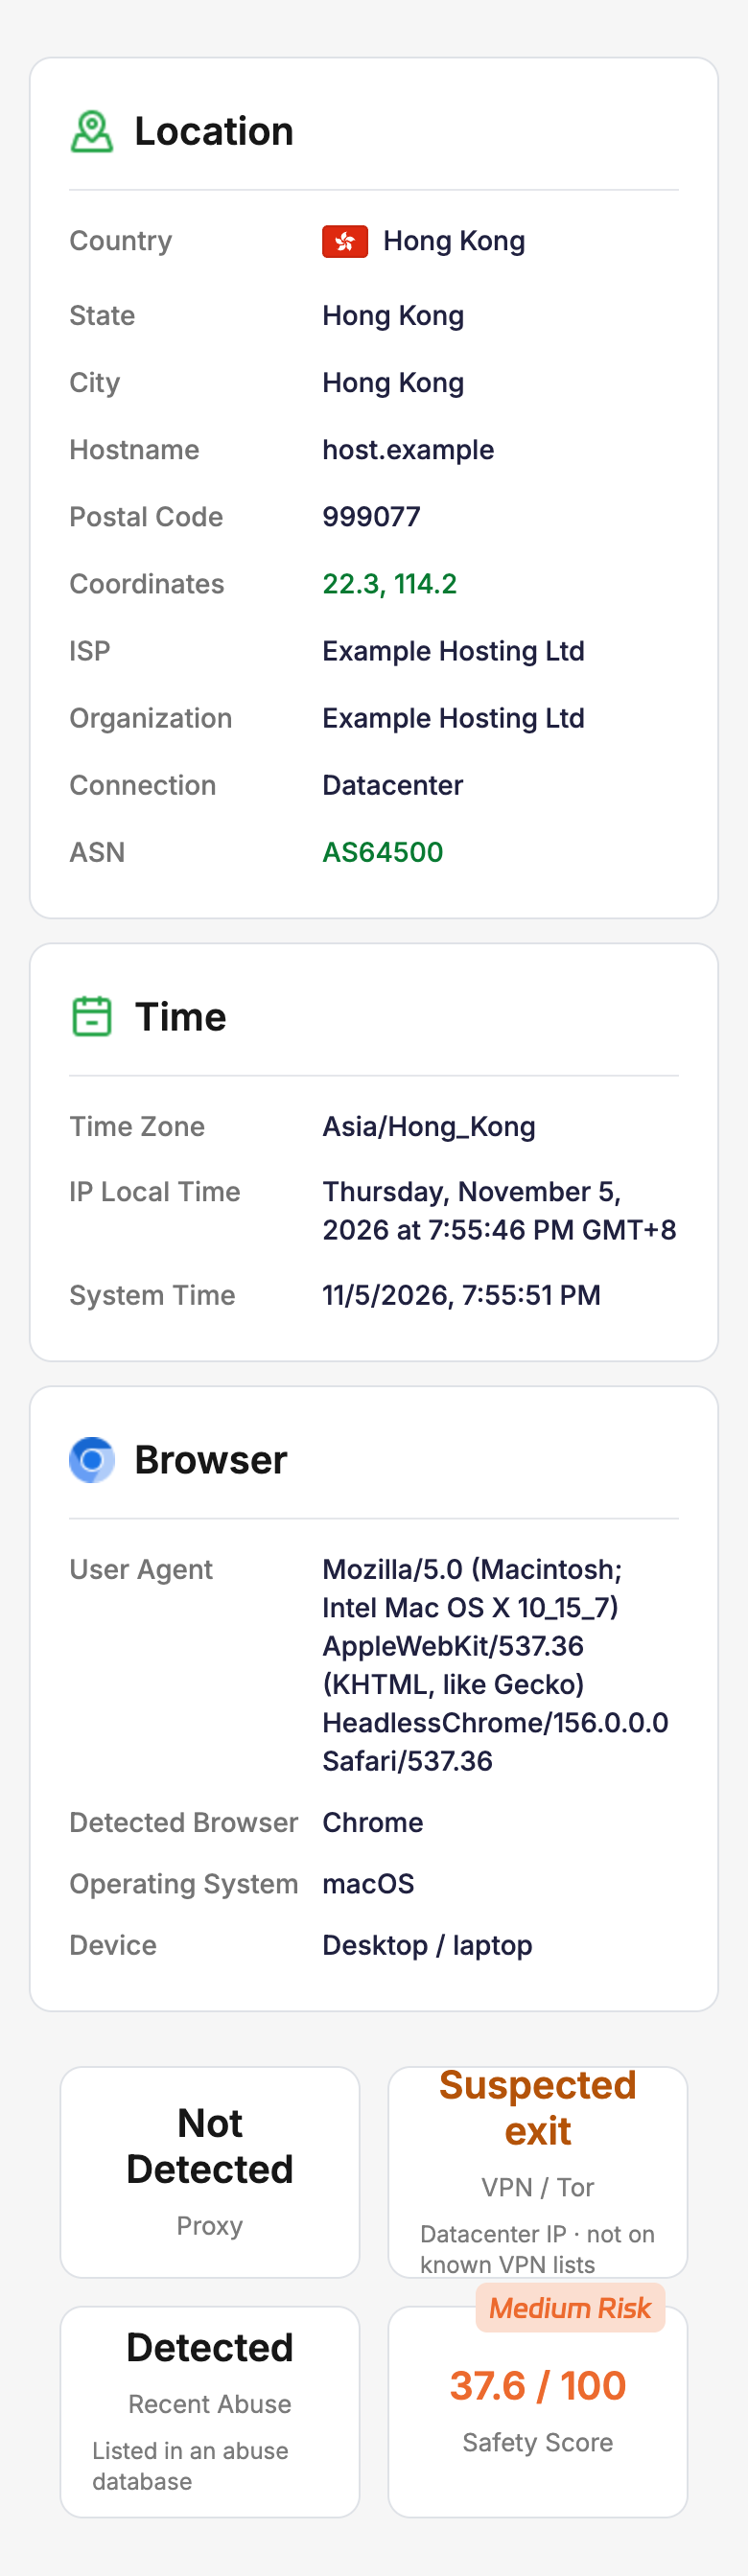 Location
Country Hong Kong
State Hong Kong
City Hong Kong
Hostname host.example
Postal Code 999077
Coordinates 22.3, 114.2
ISP Example Hosting Ltd
Organization Example Hosting Ltd
Connection Datacenter
ASN AS64500
Time
Time Zone Asia/Hong_Kong
IP Local Time Thursday, November 5,
2026 at 7:55:46 PM GMT+8
System Time 11/5/2026, 7:55:51 PM
Browser
User Agent Mozilla/5.0 (Macintosh;
Intel Mac OS X 10_15_7)
AppleWebKit/537.36
(KHTML, like Gecko)
HeadlessChrome/156.0.0.0
Safari/537.36
Detected Browser Chrome
Operating System macOS
Device Desktop / laptop
Not
Detected
Proxy
Suspected
exit
VPN / Tor
Datacenter IP · not on
known VPN lists
Detected
Recent Abuse
Listed in an abuse
database
Medium Risk
37.6 / 100
Safety Score